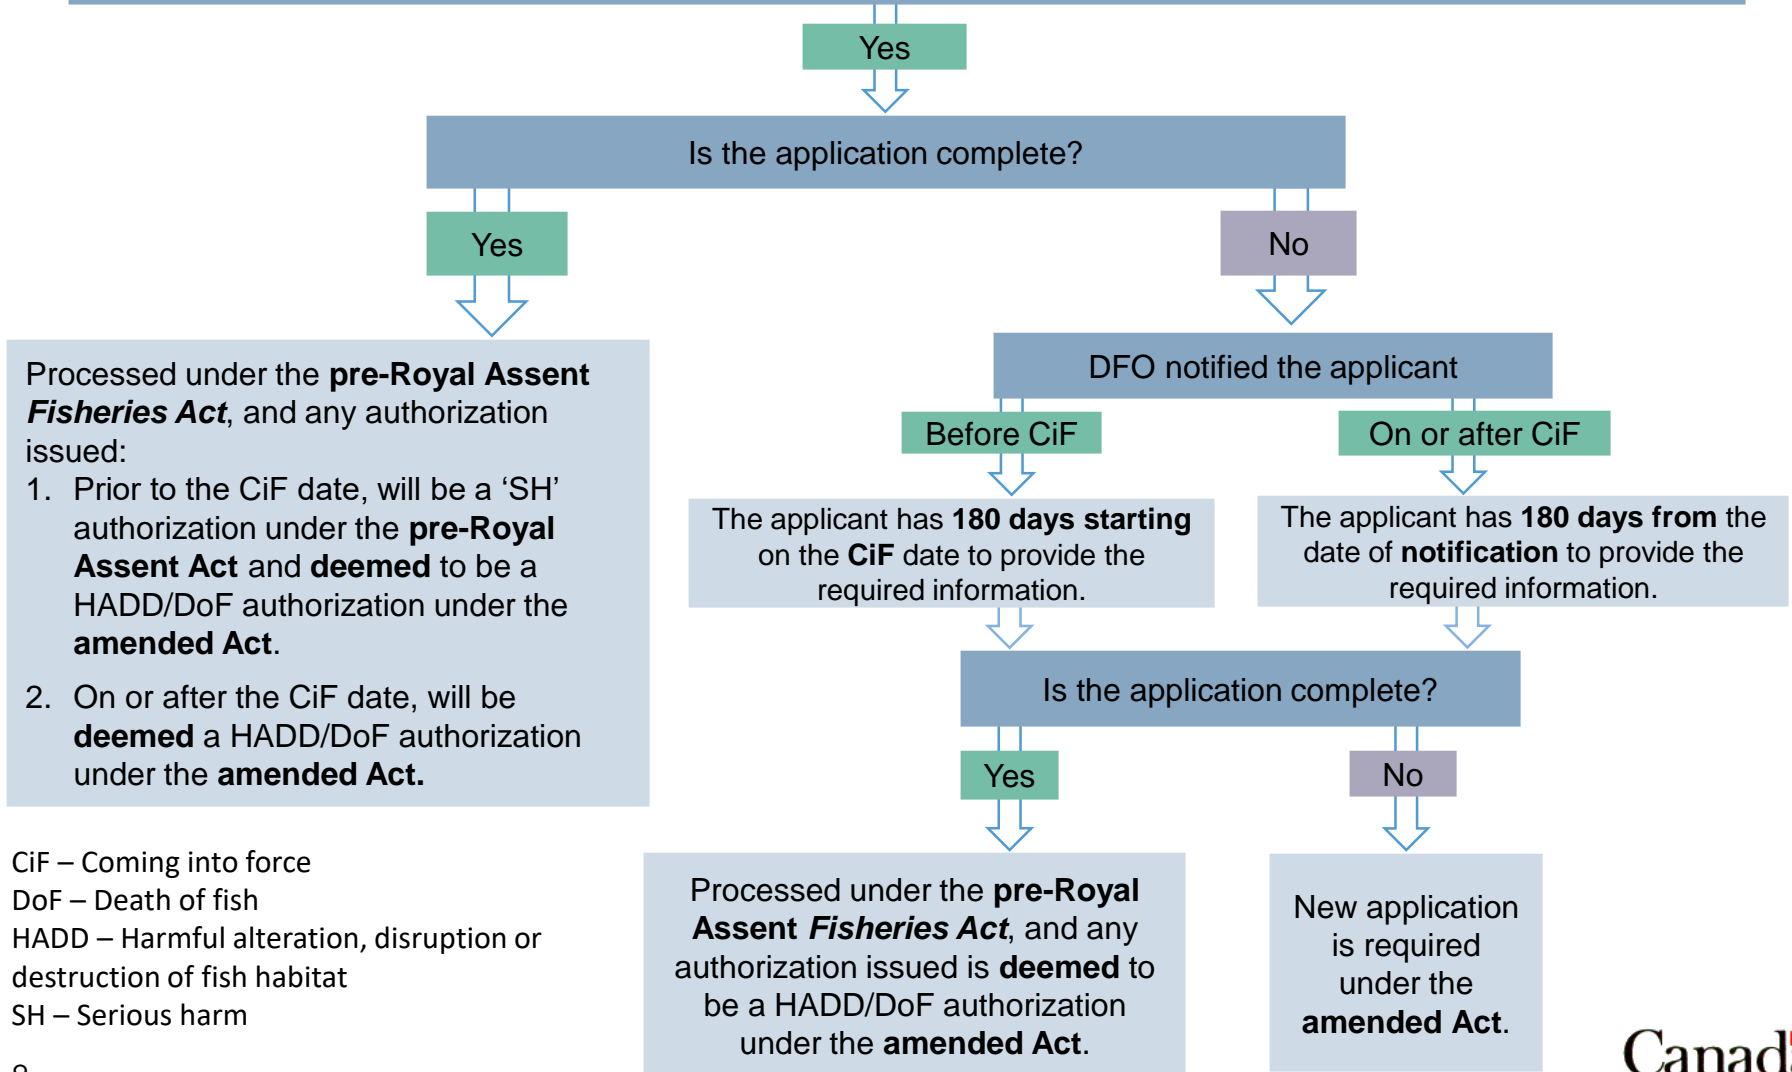 Yes
Is the application complete?
Yes
No
Processed under the pre-Royal Assent
Fisheries Act, and any authorization
issued:
1. Prior to the CiF date, will be a ‘SH’
authorization under the pre-Royal
Assent Act and deemed to be a
HADD/DoF authorization under the
amended Act.
2. On or after the CiF date, will be
deemed a HADD/DoF authorization
under the amended Act.
DFO notified the applicant
Before CiF
On or after CiF
The applicant has 180 days starting
on the CiF date to provide the
required information.
The applicant has 180 days from the
date of notification to provide the
required information.
Is the application complete?
Yes
No
Processed under the pre-Royal
Assent Fisheries Act, and any
authorization issued is deemed to
be a HADD/DoF authorization
under the amended Act.
New application
is required
under the
amended Act.
CiF – Coming into force
DoF – Death of fish
HADD – Harmful alteration, disruption or
destruction of fish habitat
SH – Serious harm
Canad